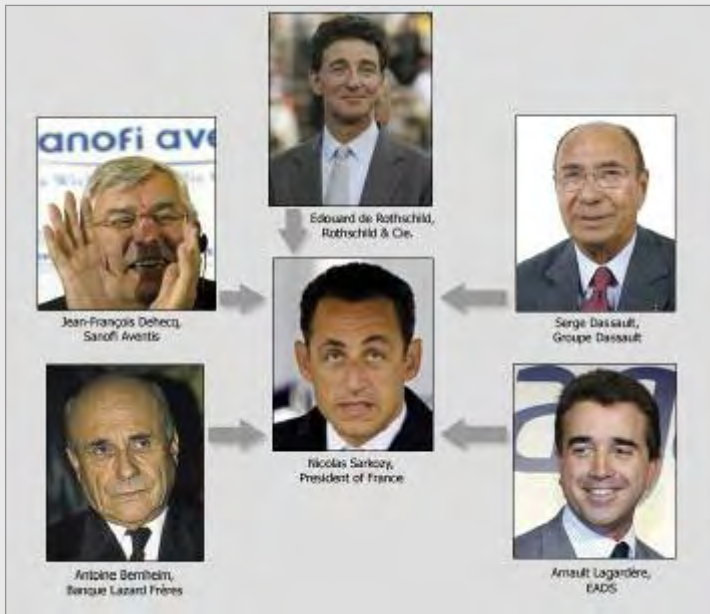 anofi ave
Edouard de Rothschild,
Rothschild & Cie.
Jean-François Dehecq,
Sanofi Aventis
Serge Dassault,
Groupe Dassault
Nicolas Sarkozy,
President of France
Antoine Bernheim,
Banque Lazard Frères
Arnault Lagardère,
EADS